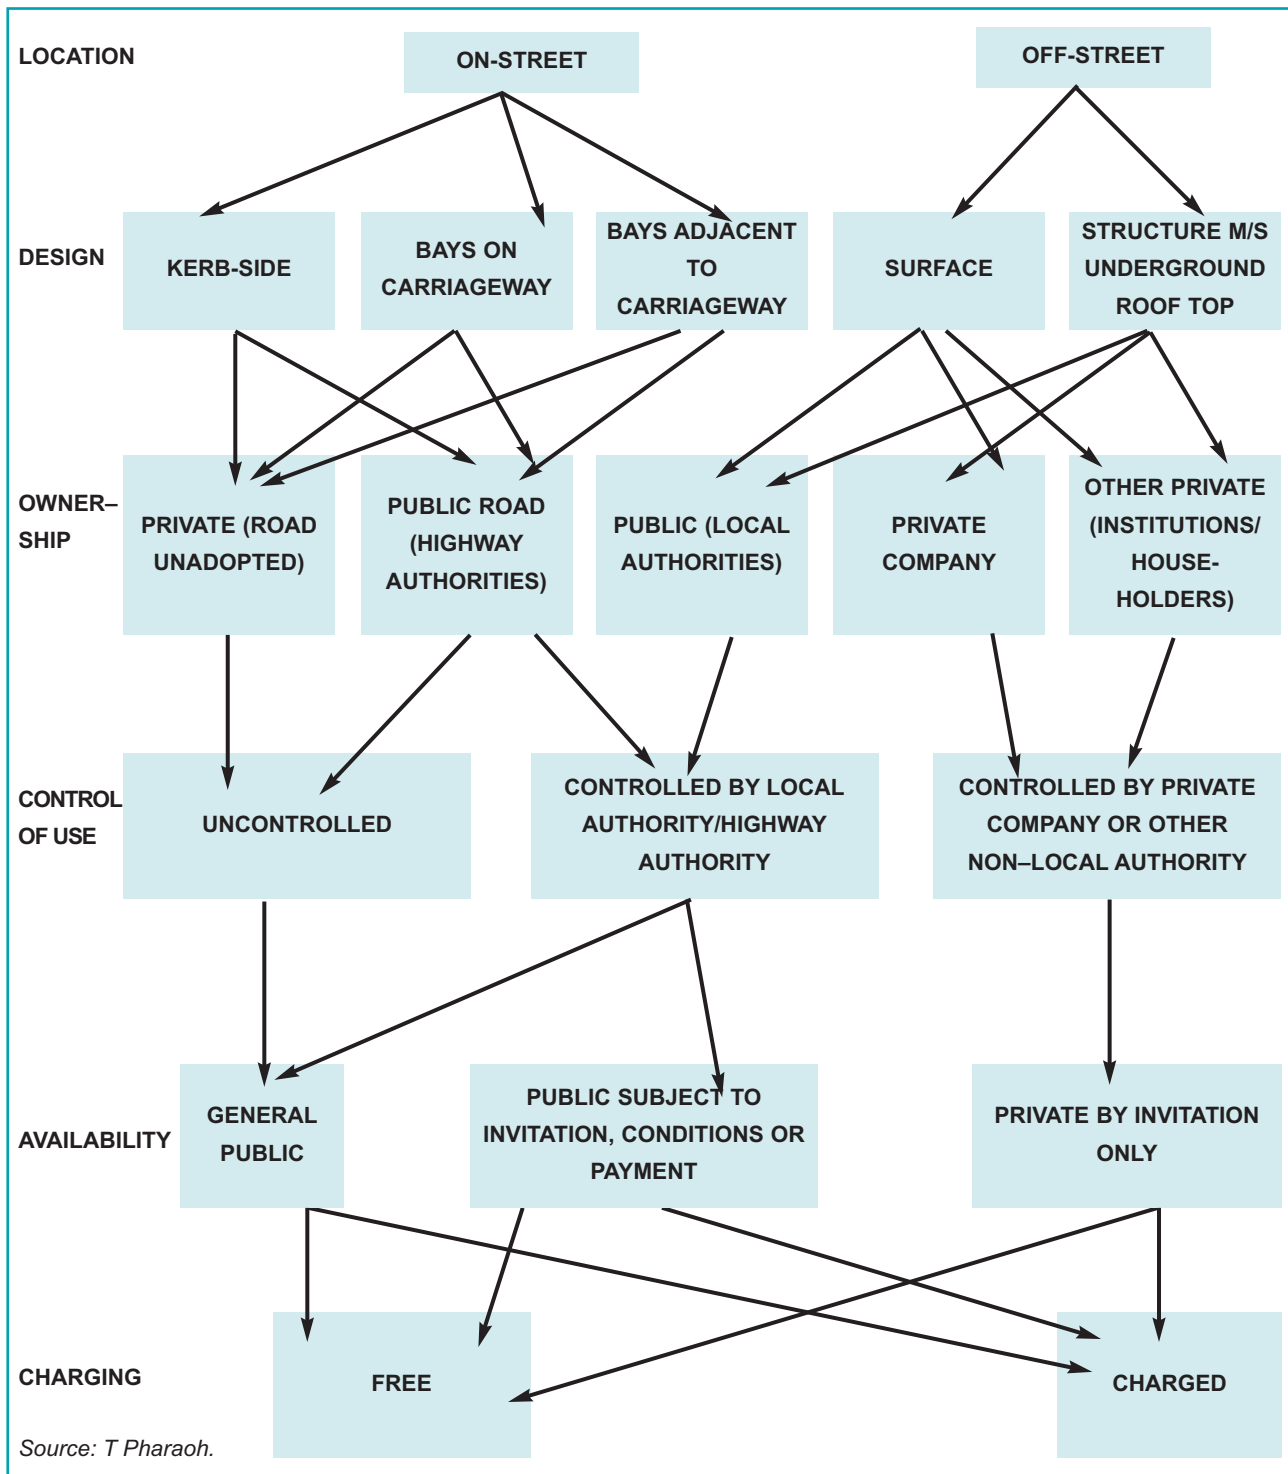 LOCATION
ON-STREET
OFF-STREET
DESIGN
KERB-SIDE
BAYS ON
CARRIAGEWAY
BAYS ADJACENT
TO
CARRIAGEWAY
SURFACE
STRUCTURE M/S
UNDERGROUND
ROOF TOP
OWNER–
SHIP
PRIVATE (ROAD
UNADOPTED)
PUBLIC ROAD
(HIGHWAY
AUTHORITIES)
PUBLIC (LOCAL
AUTHORITIES)
PRIVATE
COMPANY
OTHER PRIVATE
(INSTITUTIONS/
HOUSE-
HOLDERS)
CONTROL
OF USE
UNCONTROLLED
CONTROLLED BY LOCAL
AUTHORITY/HIGHWAY
AUTHORITY
CONTROLLED BY PRIVATE
COMPANY OR OTHER
NON–LOCAL AUTHORITY
AVAILABILITY
GENERAL
PUBLIC
PUBLIC SUBJECT TO
INVITATION, CONDITIONS OR
PAYMENT
PRIVATE BY INVITATION
ONLY
CHARGING
FREE
CHARGED
Source: T Pharaoh.